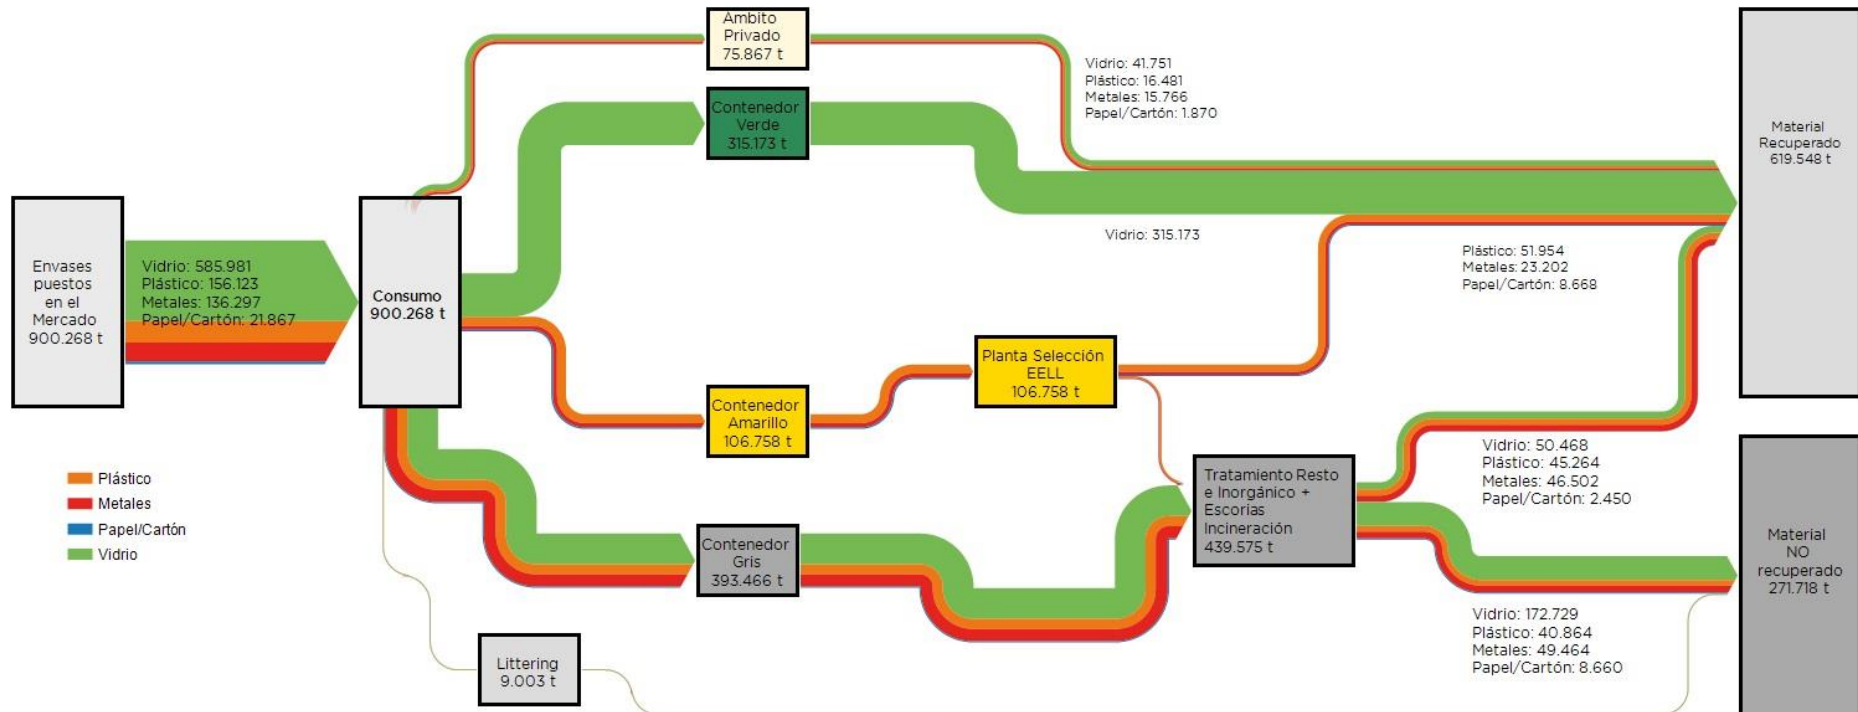 Ambito
Privado
75.867 t
Vidrio: 41.751
Plástico: 16.481
Metales: 15.766
Papel/Cartón: 1.870
Contenedor
Verde
315.173 t
Material
Recuperado
619.548 t
Vidrio: 315.173
Envases
puestos
en el
Mercado
900.268 t
Vidrio: 585.981
Plástico: 156.123
Metales: 136.297
Papel/Cartón: 21.867
Consumo
900.268 t
Plástico: 51.954
Metales: 23.202
Papel/Cartón: 8.668
Planta Selección
EELL
106.758 t
Contenedor
Amarillo
106.758 t
Vidrio: 50.468
Plástico: 45.264
Metales: 46.502
Papel/Cartón: 2.450
Tratamiento Resto
e Inorgánico +
Escorias
Incineración
439.575 t
Plástico
Metales
Papel/Cartón
Vidrio
Contenedor
Gris
393.466 t
Material
NO
recuperado
271.718 t
Vidrio: 172.729
Plástico: 40.864
Metales: 49.464
Papel/Cartón: 8.660
Littering
9.003 t